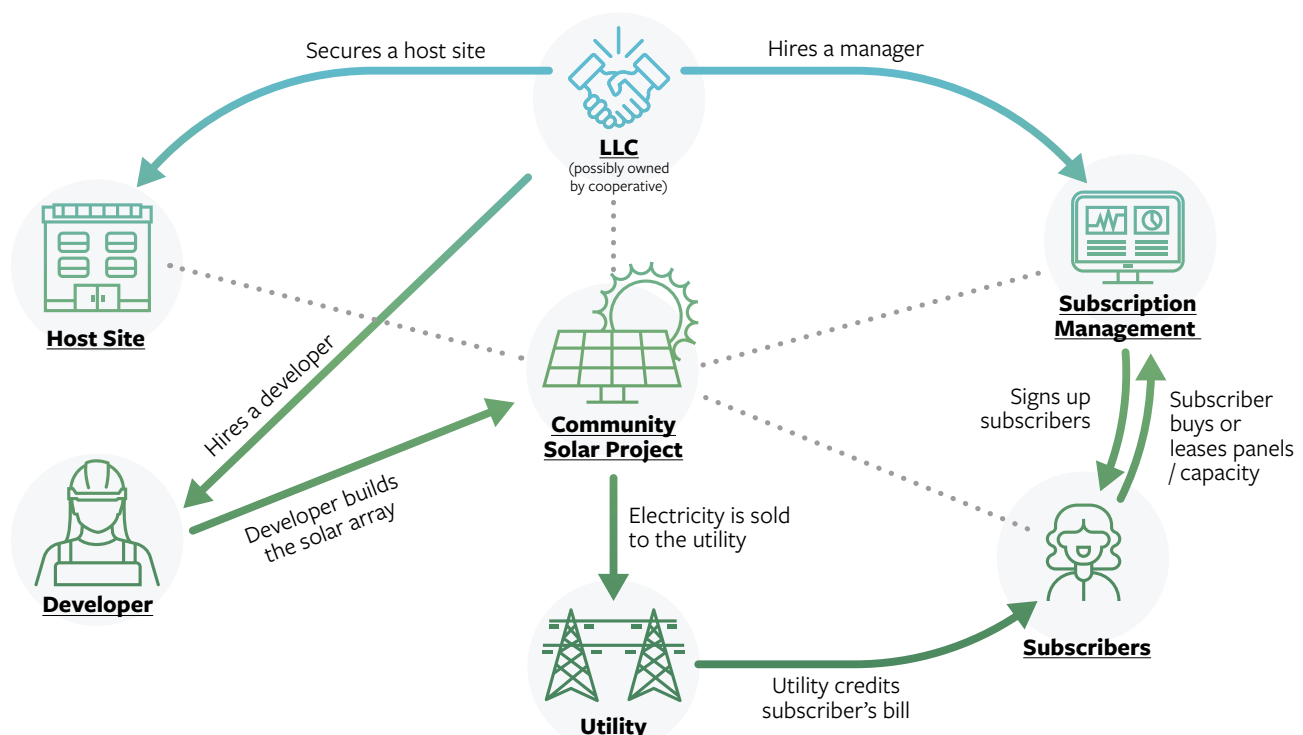 Secures a host site
Hires a manager
LLC
(possibly owned
by cooperative)
Host Site
Subscription
Management
Hires a developer
Community
Solar Project
Signs up
subscribers
Subscriber
buys or
leases panels
/ capacity
Developer builds
the solar array
Electricity is sold
to the utility
Developer
Subscribers
Utility credits
subscriber’s bill
Utility